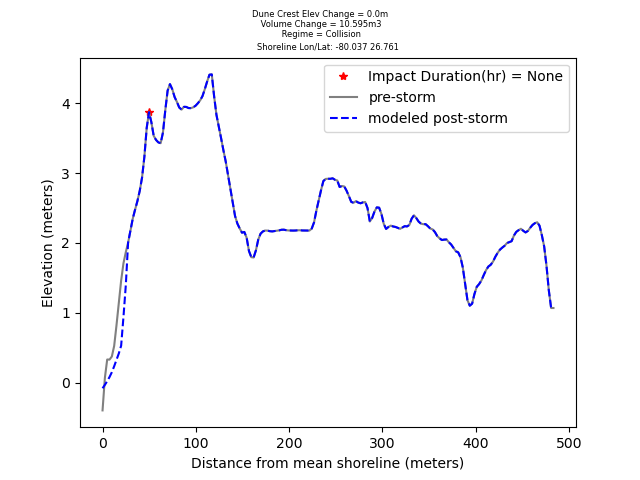 Dune Crest Elev Change = 0.0m
Volume Change = 10.595m3
Regime = Collision
Shoreline Lon/Lat: -80.037 26.761
Impact Duration(hr) = None
pre-storm
modeled post-storm
Elevation (meters)
4
3
2
1
0
0 100 200 300 400 500
Distance from mean shoreline (meters)